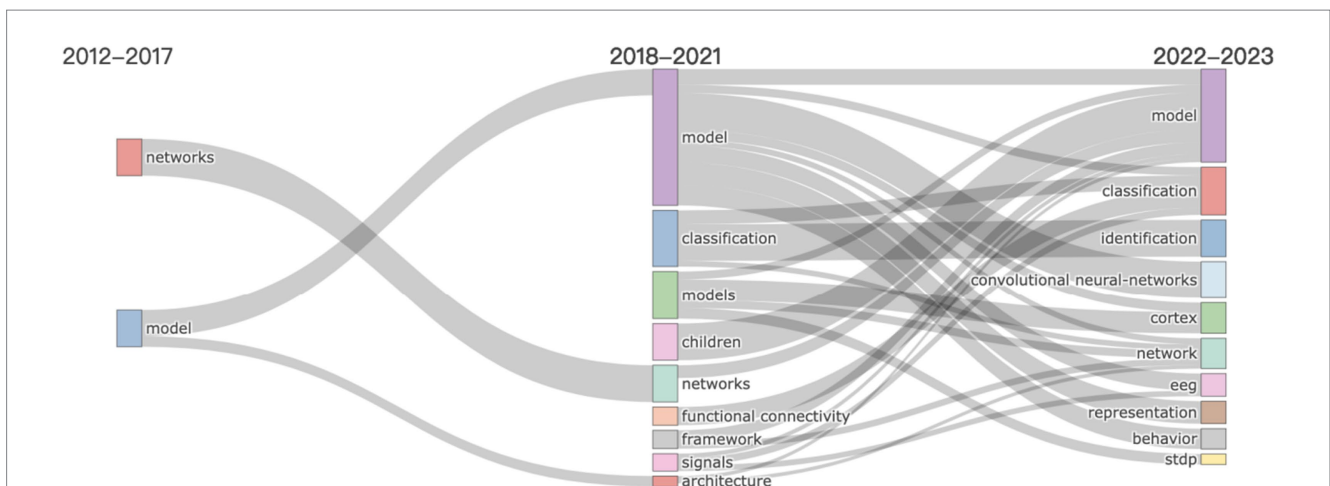 2012–2017
2018–2021
2022–2023
networks
model
model
classification
models
children
networks
functional connectivity
framework
signals
architecture
model
classification
identification
convolutional neural-networks
cortex
network
eeg
representation
behavior
stdp